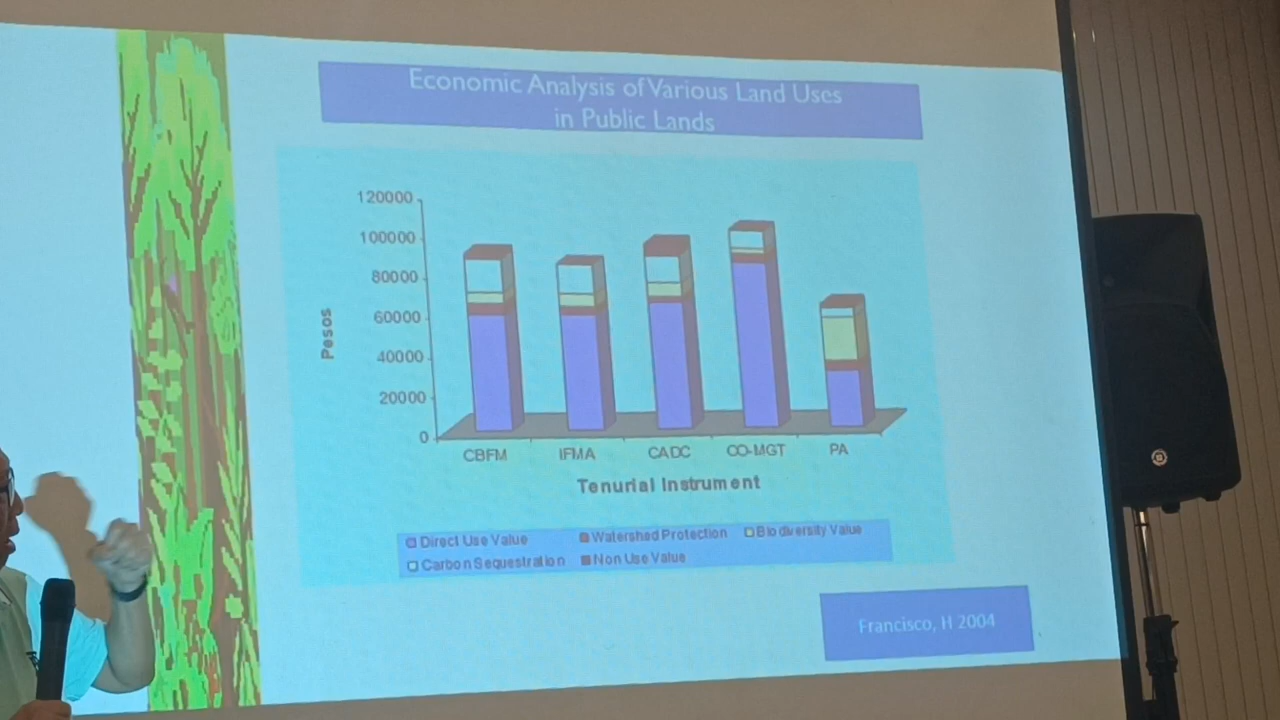 Economic Analysis of Various Land Uses
in Public Lands
120000
100000
80000
60000
40000
20000
0
Pesos
CBFM IFMA CADC CO-MGT PA
Tenurial Instrument
Direct Use Value Watershed Protection Biodiversity Value
Carbon Sequestration Non Use Value
Francisco, H 2004